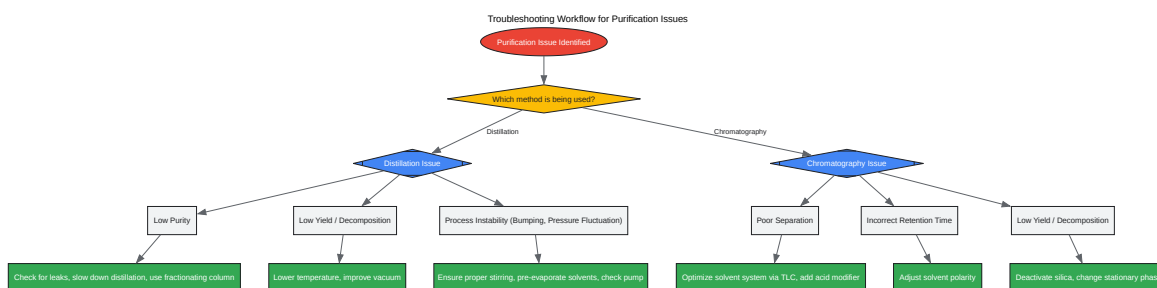 Troubleshooting Workflow for Purification Issues
Purification Issue Identified
Which method is being used?
Distillation
Chromatography
Distillation Issue
Chromatography Issue
Low Purity
Low Yield / Decomposition
Process Instability (Bumping, Pressure Fluctuation)
Poor Separation
Incorrect Retention Time
Low Yield / Decomposition
Check for leaks, slow down distillation, use fractionating column
Lower temperature, improve vacuum
Ensure proper stirring, pre-evaporate solvents, check pump
Optimize solvent system via TLC, add acid modifier
Adjust solvent polarity
Deactivate silica, change stationary phas